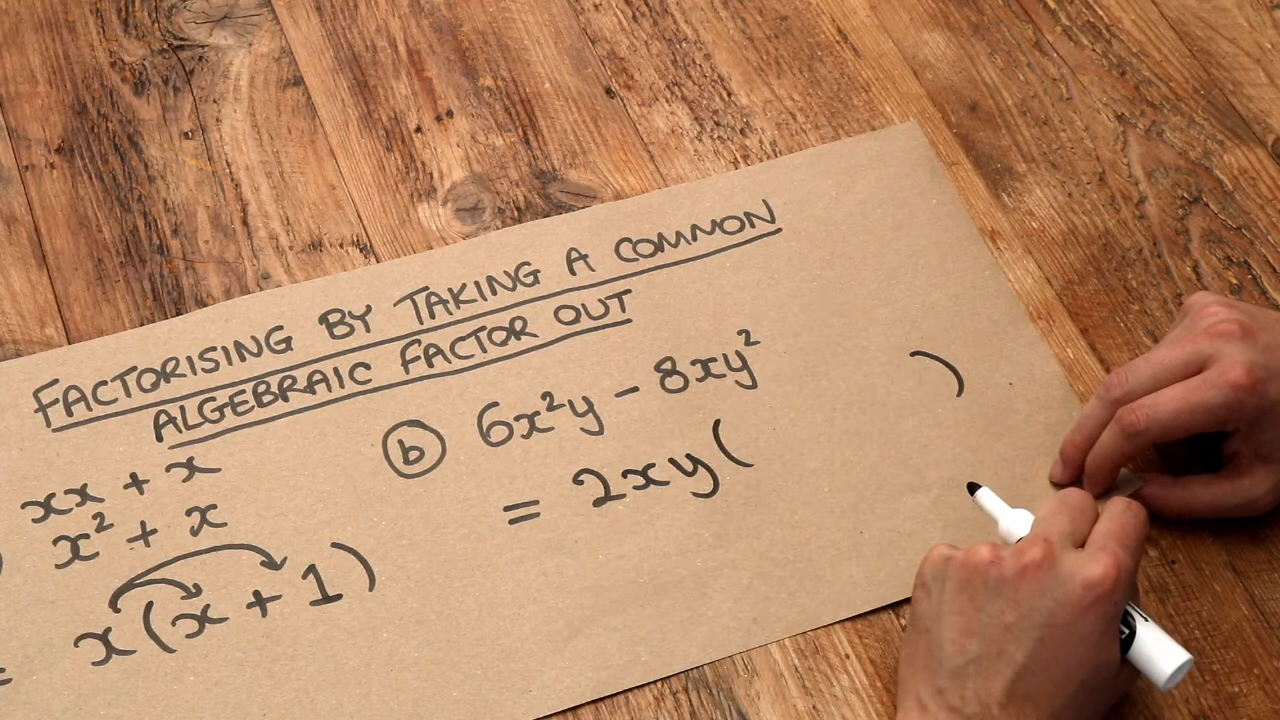 FACTORISING BY TAKING A COMMON
ALGEBRAIC FACTOR OUT
xx + x
x² + x
= x(x + 1)
b 6x²y - 8xy²
= 2xy( )